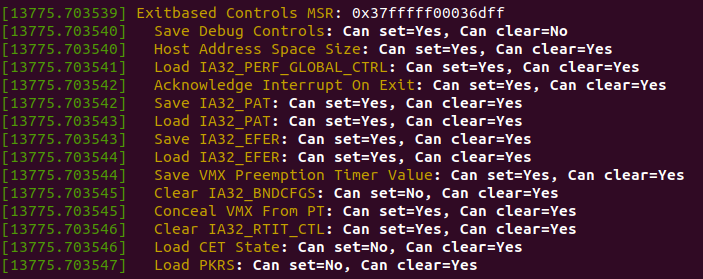 [13775.703539] Exitbased Controls MSR: 0x37fffff00036dff
[13775.703540] Save Debug Controls: Can set=Yes, Can clear=No
[13775.703540] Host Address Space Size: Can set=Yes, Can clear=Yes
[13775.703541] Load IA32_PERF_GLOBAL_CTRL: Can set=Yes, Can clear=Yes
[13775.703542] Acknowledge Interrupt On Exit: Can set=Yes, Can clear=Yes
[13775.703542] Save IA32_PAT: Can set=Yes, Can clear=Yes
[13775.703543] Load IA32_PAT: Can set=Yes, Can clear=Yes
[13775.703543] Save IA32_EFER: Can set=Yes, Can clear=Yes
[13775.703544] Load IA32_EFER: Can set=Yes, Can clear=Yes
[13775.703544] Save VMX Preemption Timer Value: Can set=Yes, Can clear=Yes
[13775.703545] Clear IA32_BNDCFGS: Can set=No, Can clear=Yes
[13775.703545] Conceal VMX From PT: Can set=Yes, Can clear=Yes
[13775.703546] Clear IA32_RTIT_CTL: Can set=Yes, Can clear=Yes
[13775.703546] Load CET State: Can set=No, Can clear=Yes
[13775.703547] Load PKRS: Can set=No, Can clear=Yes